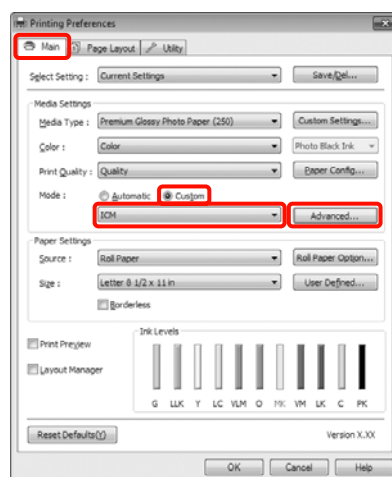 Printing Preferences
Main Page Layout Utility
Select Setting : Current Settings Save/Del...
Media Settings
Media Type : Premium Glossy Photo Paper (250) Custom Settings...
Color : Color Photo Black Ink
Print Quality : Quality Paper Config...
Mode : Automatic Custom
ICM Advanced...
Paper Settings
Source : Roll Paper Roll Paper Option...
Size : Letter 8 1/2 x 11 in User Defined...
Borderless
Ink Levels
Print Preview
Layout Manager
G LLK Y LC VLM O MK VM LK C PK
Reset Defaults(Y) Version X.XX
OK Cancel Help